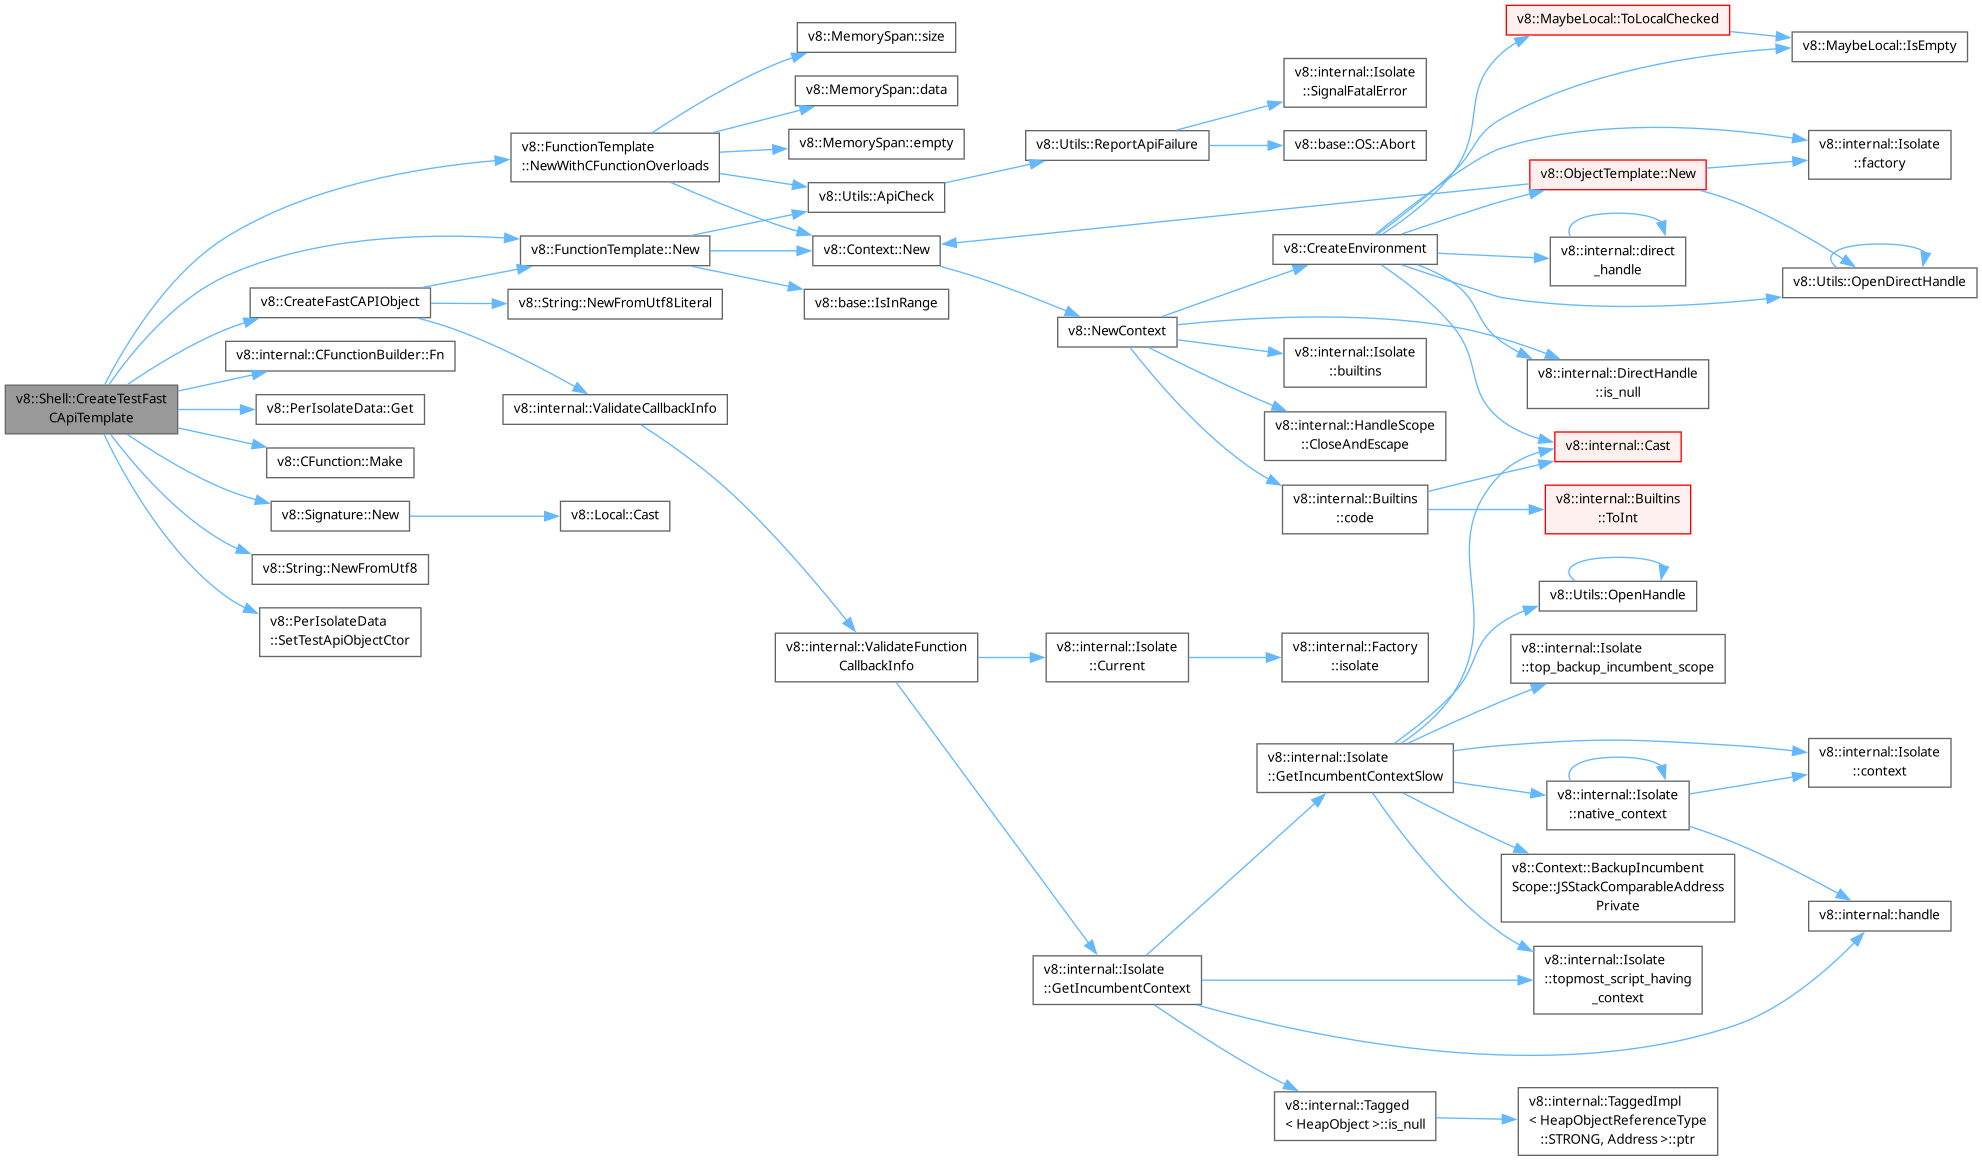 v8::Shell::CreateTestFast
CApiTemplate
v8::FunctionTemplate
::NewWithCFunctionOverloads
v8::MemorySpan::size
v8::MemorySpan::data
v8::MemorySpan::empty
v8::Utils::ApiCheck
v8::Utils::ReportApiFailure
v8::internal::Isolate
::SignalFatalError
v8::base::OS::Abort
v8::Context::New
v8::NewContext
v8::CreateEnvironment
v8::MaybeLocal::ToLocalChecked
v8::MaybeLocal::IsEmpty
v8::internal::Isolate
::factory
v8::ObjectTemplate::New
v8::internal::direct
_handle
v8::Utils::OpenDirectHandle
v8::internal::DirectHandle
::is_null
v8::internal::Cast
v8::internal::Isolate
::builtins
v8::internal::HandleScope
::CloseAndEscape
v8::internal::Builtins
::code
v8::internal::Builtins
::ToInt
v8::FunctionTemplate::New
v8::base::IsInRange
v8::CreateFastCAPIObject
v8::String::NewFromUtf8Literal
v8::internal::ValidateCallbackInfo
v8::internal::ValidateFunction
CallbackInfo
v8::internal::Isolate
::Current
v8::internal::Factory
::isolate
v8::internal::Isolate
::GetIncumbentContext
v8::internal::Isolate
::GetIncumbentContextSlow
v8::Utils::OpenHandle
v8::internal::Isolate
::top_backup_incumbent_scope
v8::internal::Isolate
::context
v8::internal::Isolate
::native_context
v8::Context::BackupIncumbent
Scope::JSStackComparableAddress
Private
v8::internal::handle
v8::internal::Isolate
::topmost_script_having
_context
v8::internal::Tagged
< HeapObject >::is_null
v8::internal::TaggedImpl
< HeapObjectReferenceType
::STRONG, Address >::ptr
v8::internal::CFunctionBuilder::Fn
v8::PerIsolateData::Get
v8::CFunction::Make
v8::Signature::New
v8::Local::Cast
v8::String::NewFromUtf8
v8::PerIsolateData
::SetTestApiObjectCtor